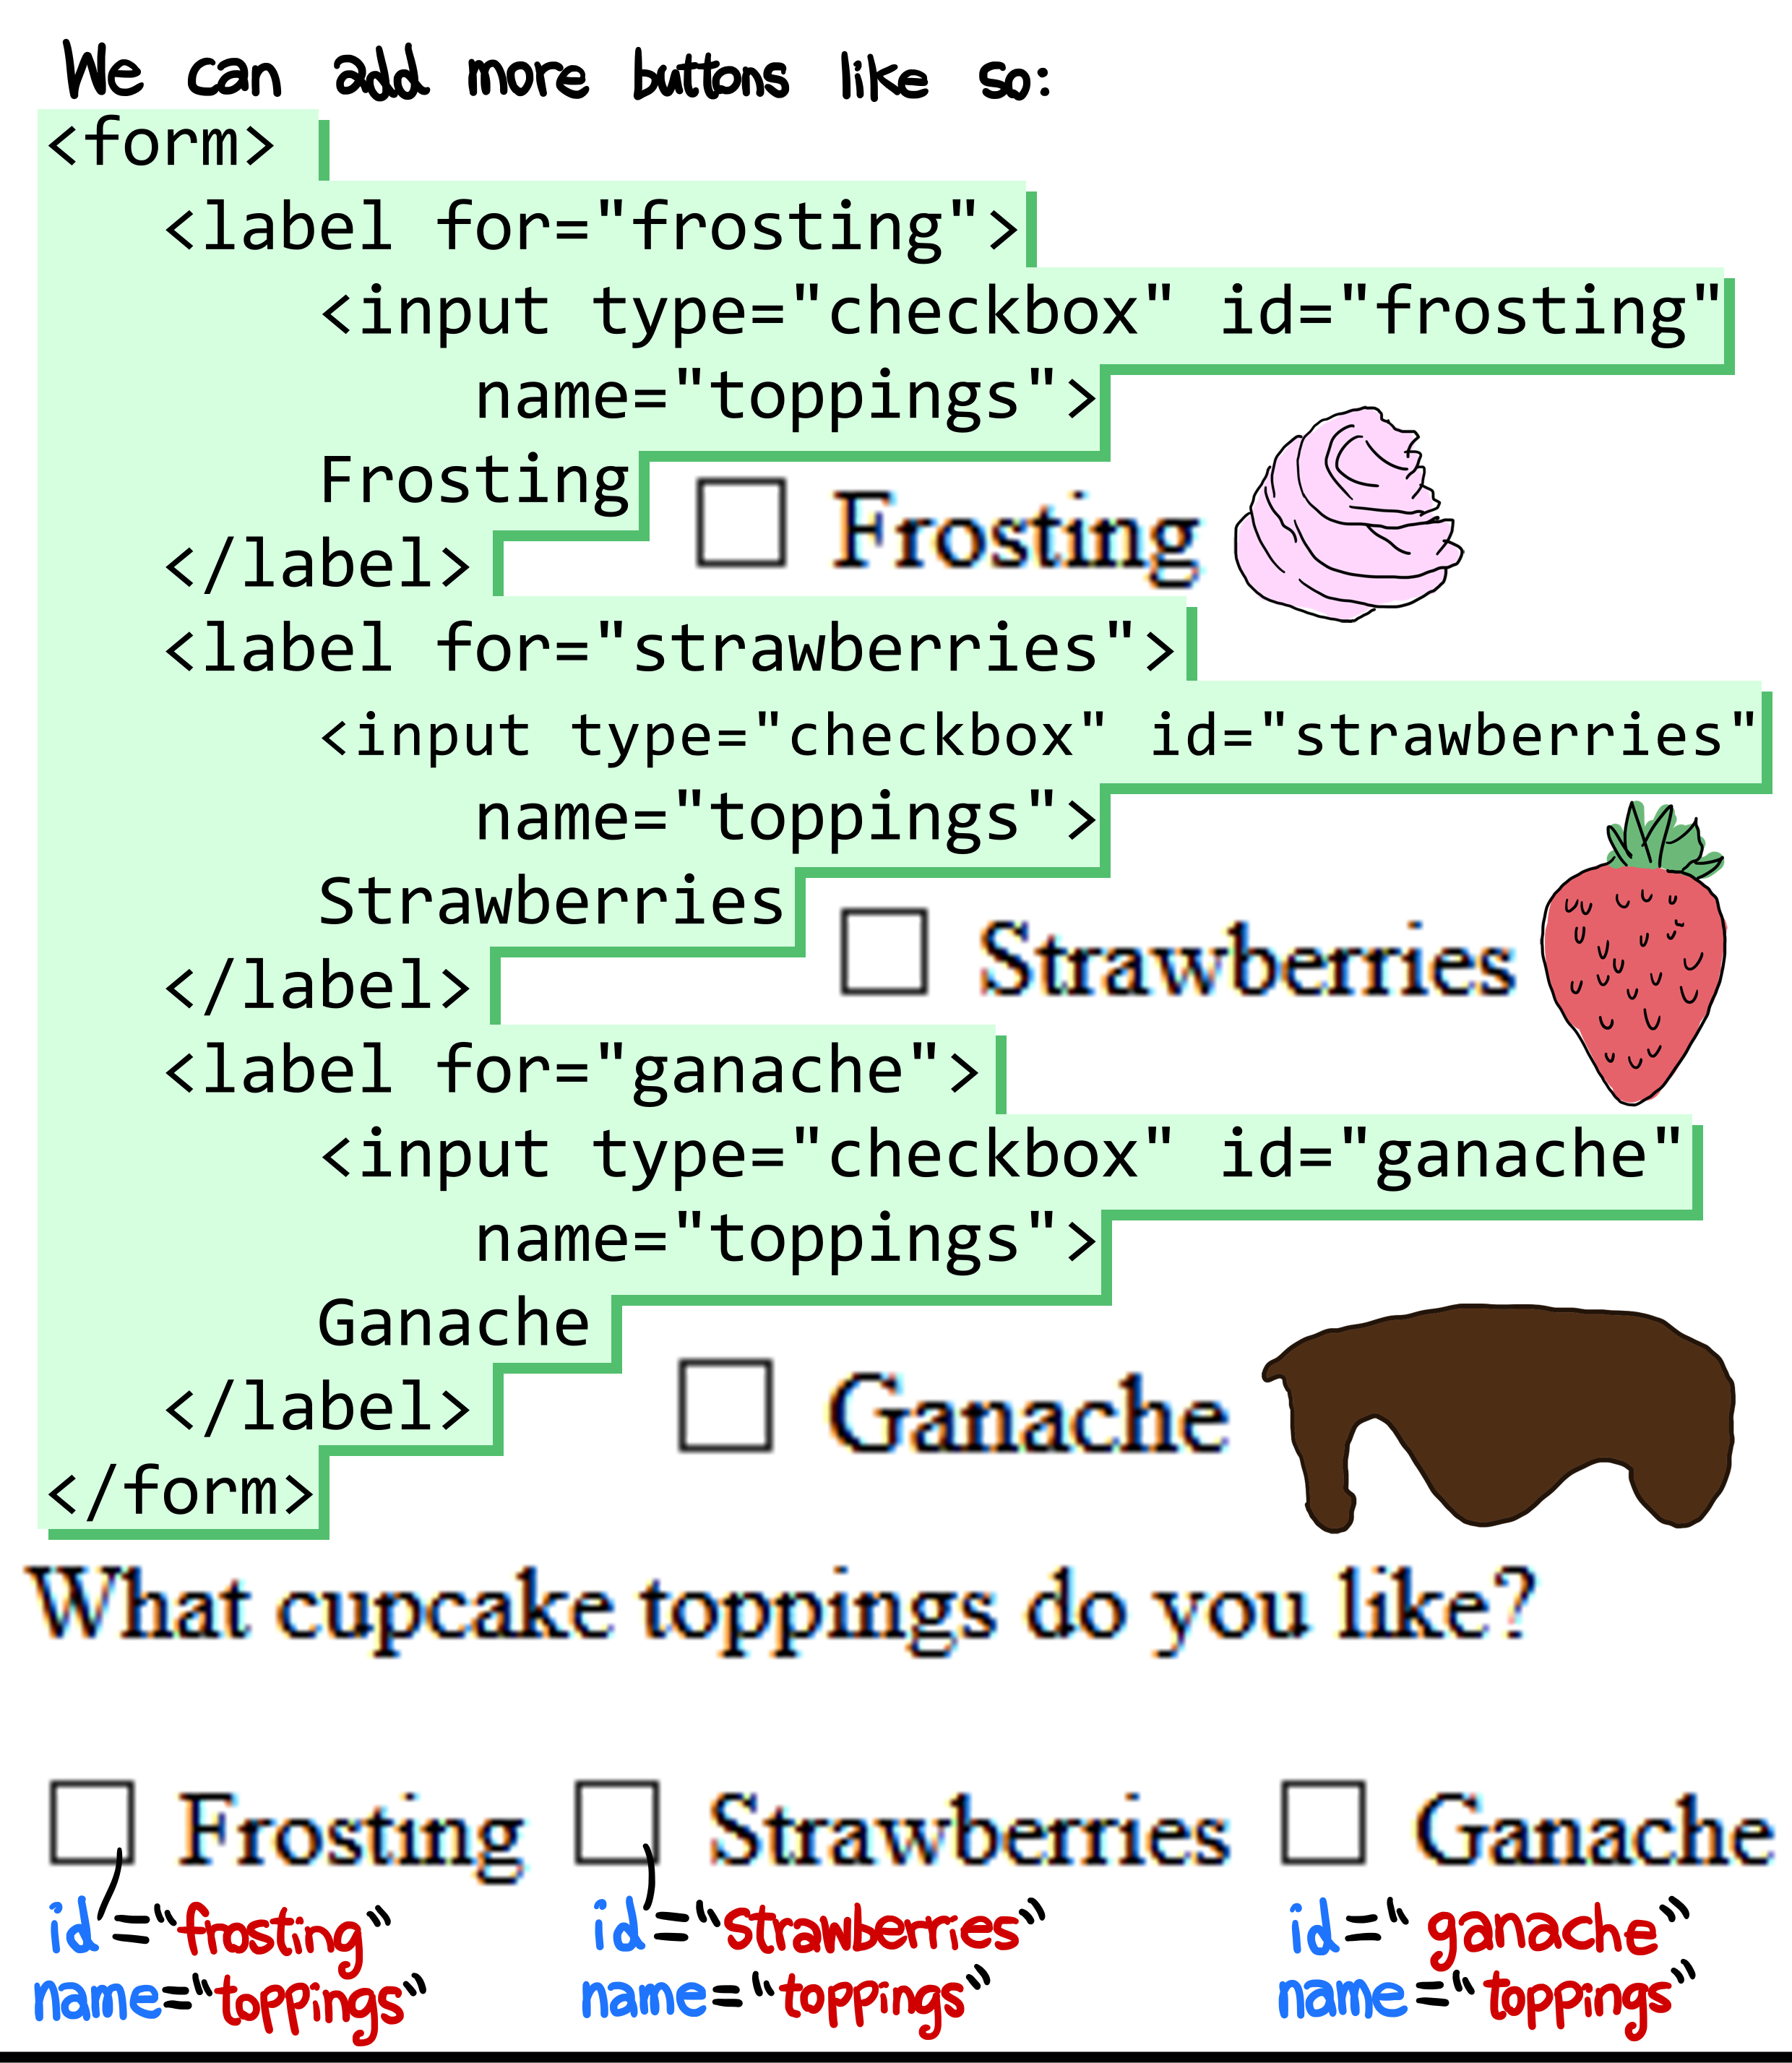 We can add more buttons like so:
<form>
<label for="frosting">
<input type="checkbox" id="frosting"
name="toppings">
Frosting
Frosting
</label>
<label for="strawberries">
<input type="checkbox" id="strawberries"
name="toppings">
Strawberries
Strawberries
</label>
<label for="ganache">
<input type="checkbox" id="ganache"
name="toppings">
Ganache
Ganache
</label>
</form>
What cupcake toppings do you like?
Frosting Strawberries Ganache
id="frosting" id="strawberries" id="ganache"
name="toppings" name="toppings" name="toppings"